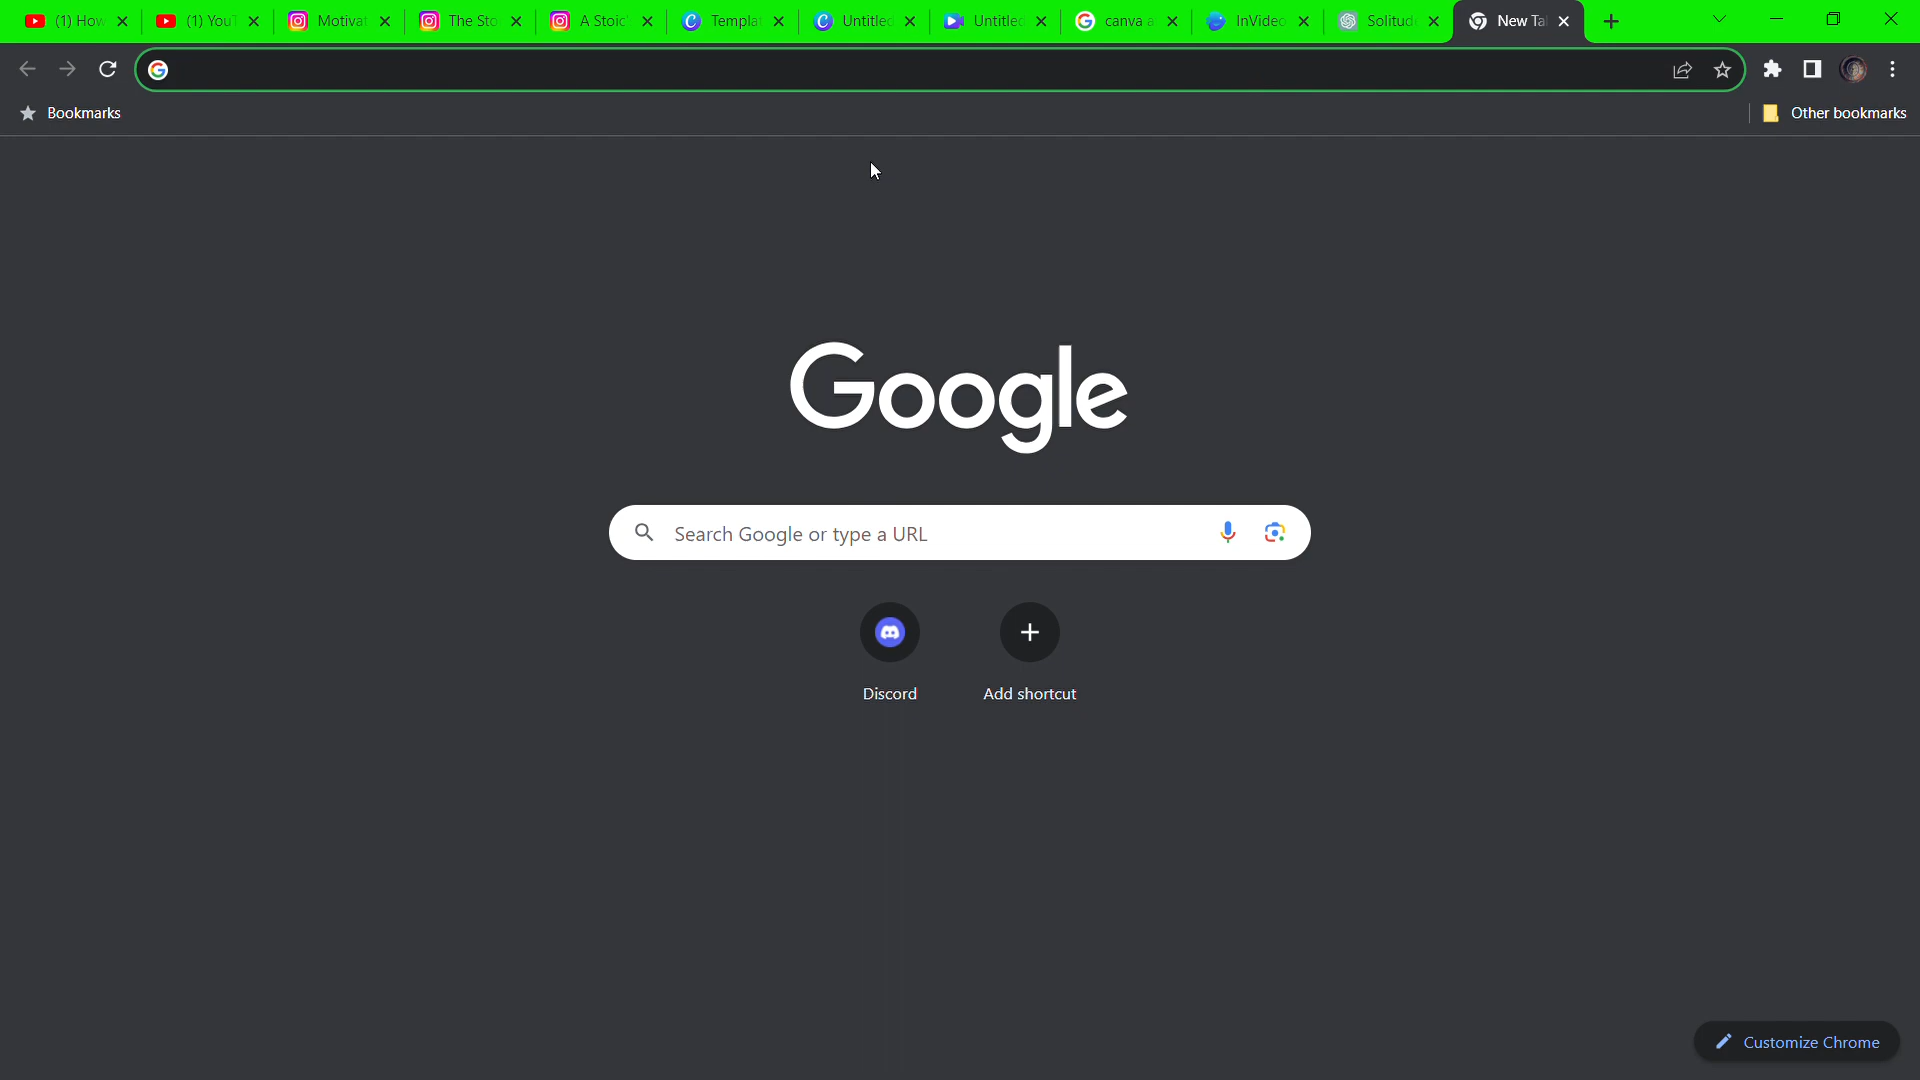 (1) How
(1) YouT
Motivat
The Sto
A Stoic
Templat
Untitled
Untitled
canva a
InVideo
Solitud
New Ta
Bookmarks
Other bookmarks
Google
Search Google or type a URL
Discord
Add shortcut
Customize Chrome